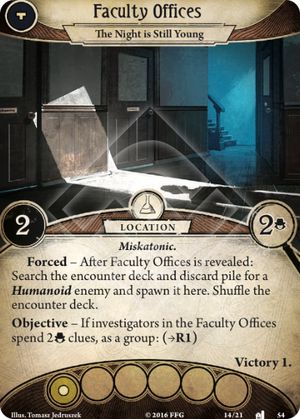 Faculty Offices
The Night is Still Young
2
LOCATION
2
Miskatonic.
Forced – After Faculty Offices is revealed:
Search the encounter deck and discard pile for a
Humanoid enemy and spawn it here. Shuffle the
encounter deck.
Objective – If investigators in the Faculty Offices
spend 2 clues, as a group: (→R1)
Victory 1.
Illus. Tomasz Jedruszek
© 2016 FFG
14/21
54